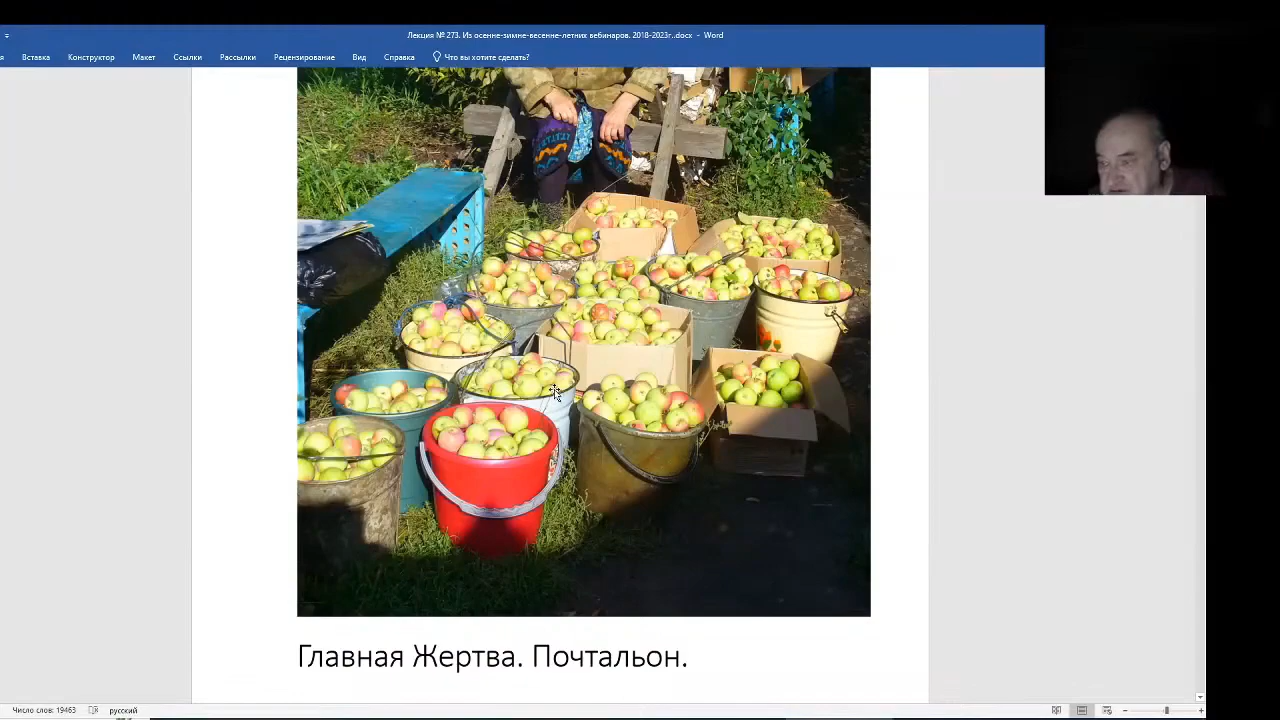 Лекция № 273. Из осенне-зимне-весенне-летних вебинаров. 2018-2023г..docx - Word
я Вставка Конструктор Макет Ссылки Рассылки Рецензирование Вид Справка Что вы хотите сделать?
Главная Жертва. Почтальон.
Число слов: 19463 русский